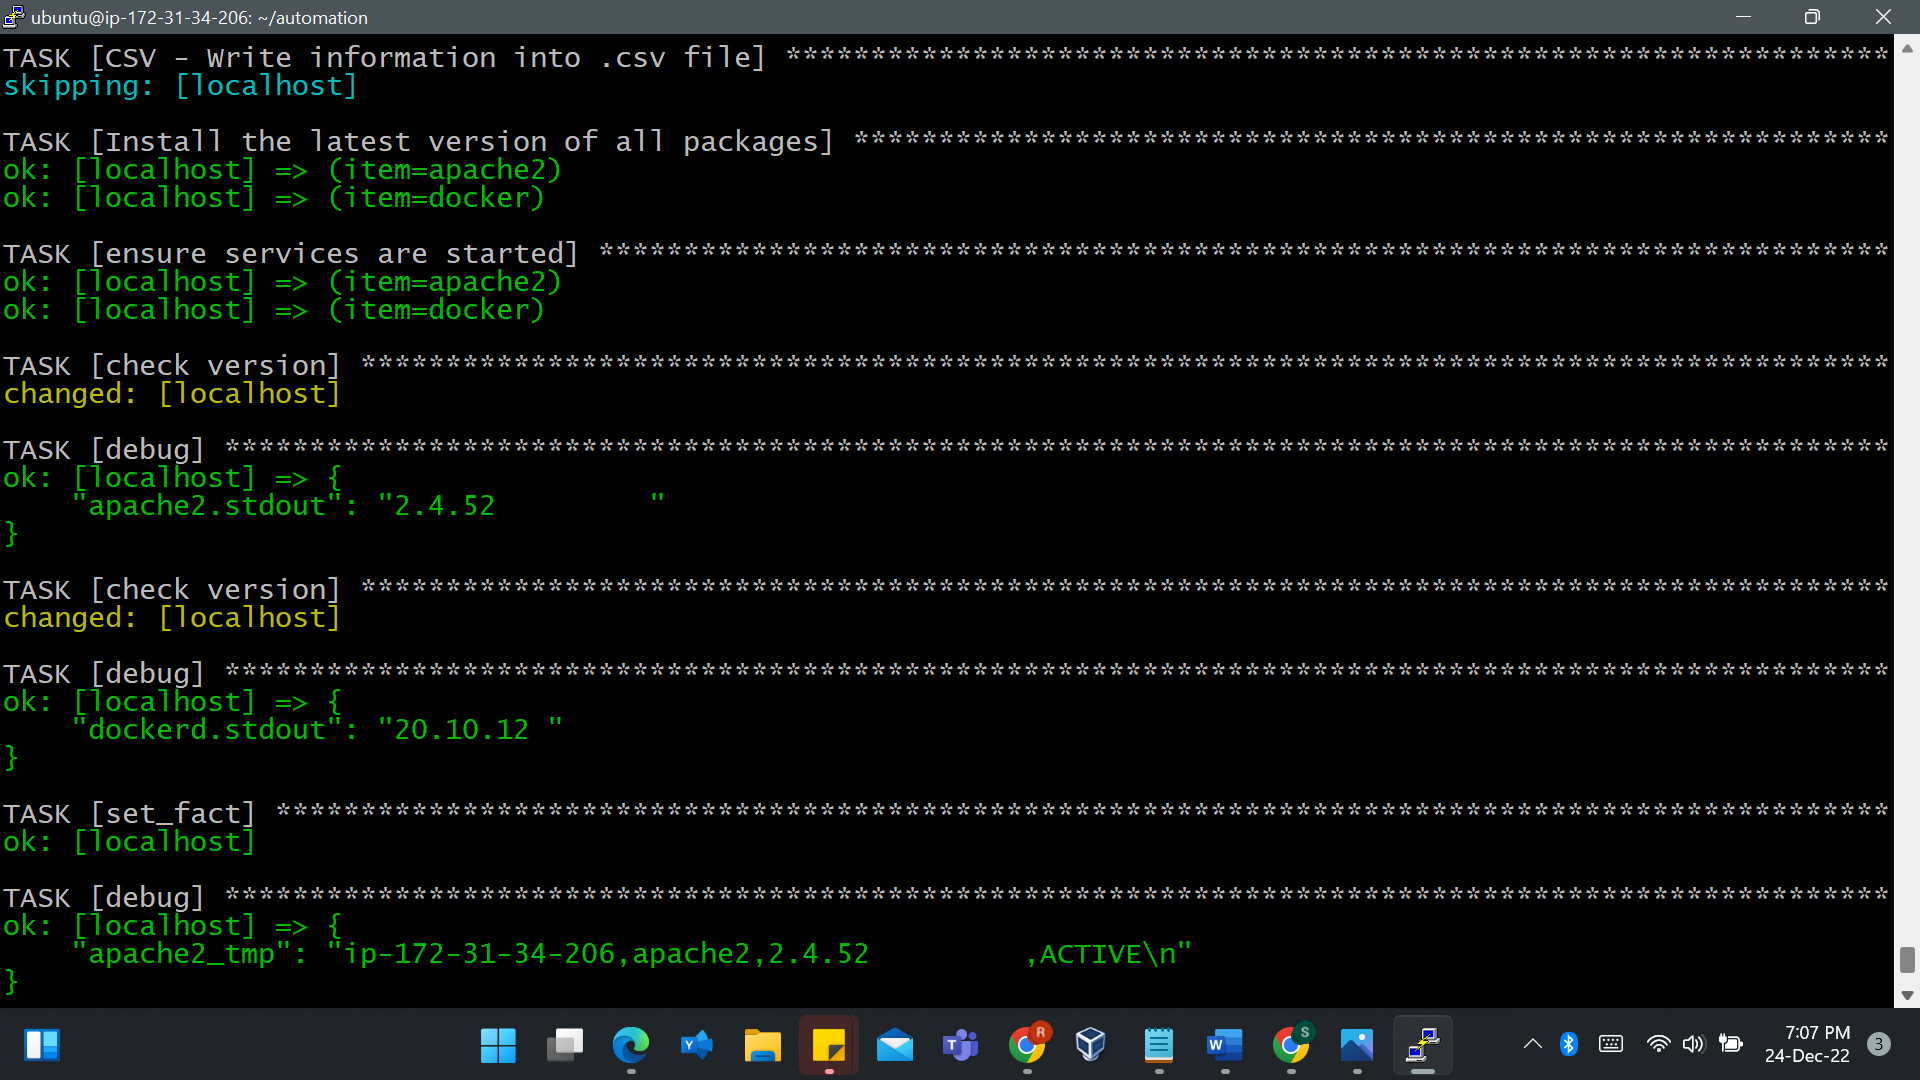 ubuntu@ip-172-31-34-206: ~/automation
TASK [CSV - Write information into .csv file] *****************************************************************
skipping: [localhost]
TASK [Install the latest version of all packages] *************************************************************
ok: [localhost] => (item=apache2)
ok: [localhost] => (item=docker)
TASK [ensure services are started] ****************************************************************************
ok: [localhost] => (item=apache2)
ok: [localhost] => (item=docker)
TASK [check version] ******************************************************************************************
changed: [localhost]
TASK [debug] **************************************************************************************************
ok: [localhost] => {
    "apache2.stdout": "2.4.52         "
}
TASK [check version] ******************************************************************************************
changed: [localhost]
TASK [debug] **************************************************************************************************
ok: [localhost] => {
    "dockerd.stdout": "20.10.12 "
}
TASK [set_fact] ***********************************************************************************************
ok: [localhost]
TASK [debug] **************************************************************************************************
ok: [localhost] => {
    "apache2_tmp": "ip-172-31-34-206,apache2,2.4.52         ,ACTIVE\n"
}
R
S
Y
T
W
7:07 PM
24-Dec-22
3